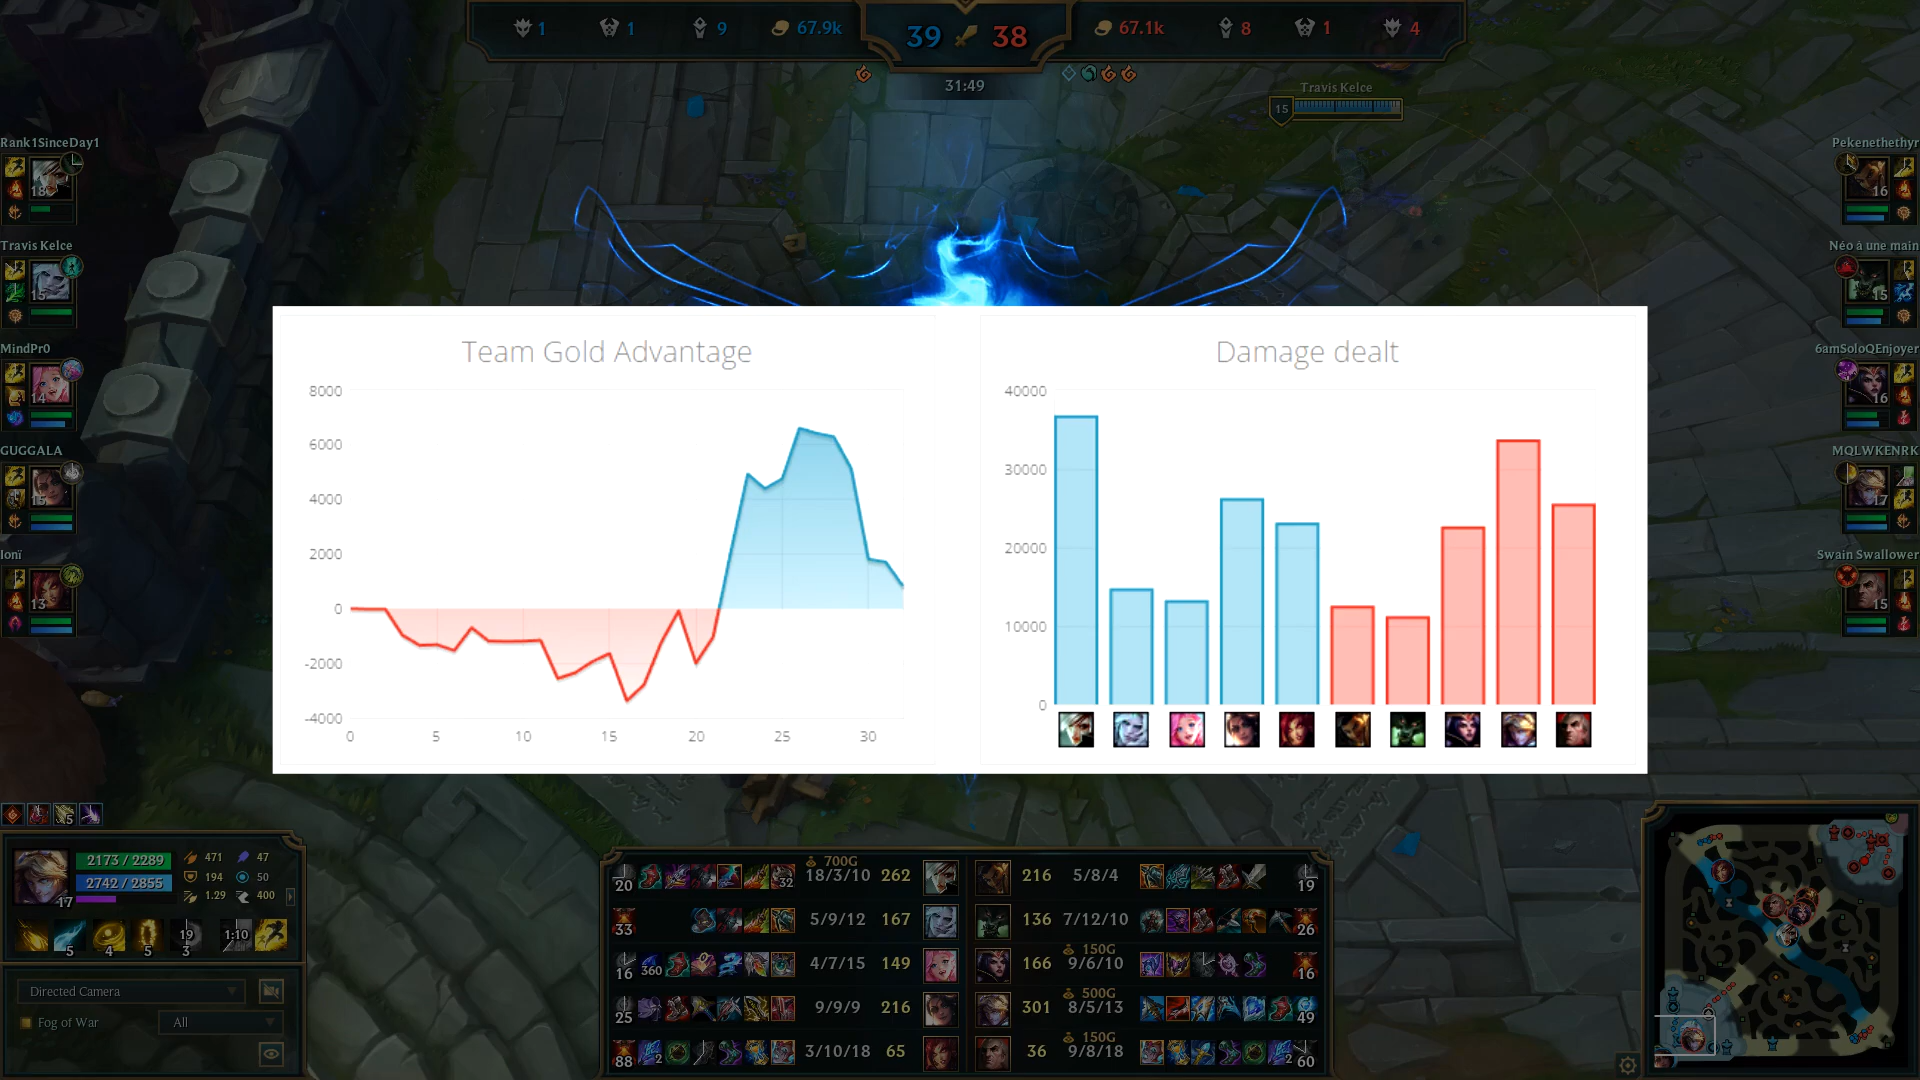 1 1 9 67.9k 39 38 67.1k 8 1 4
31:49
Travis Kelce
15
Rank1SinceDay1
18
Travis Kelce
15
MindPr0
14
GUGGALA
15
Ionï
13
Pekenethethyr
16
Néo à une main
15
6amSoloQEnjoyer
16
MQLWKENRK
17
Swain Swallower
15
Team Gold Advantage
8000
6000
4000
2000
0
-2000
-4000
0 5 10 15 20 25 30
Damage dealt
40000
30000
20000
10000
0
5
2173 / 2289
2742 / 2855
17
471 47
194 50
1.29 400
5 4 5 19 3 1:10
Directed Camera
Fog of War
All
700G
20 32 18/3/10 262 216 5/8/4 19
33 5/9/12 167 136 7/12/10 26
150G
16 360 4/7/15 149 166 9/6/10 16
500G
25 9/9/9 216 301 8/5/13 49
150G
88 2 3/10/18 65 36 9/8/18 2 60